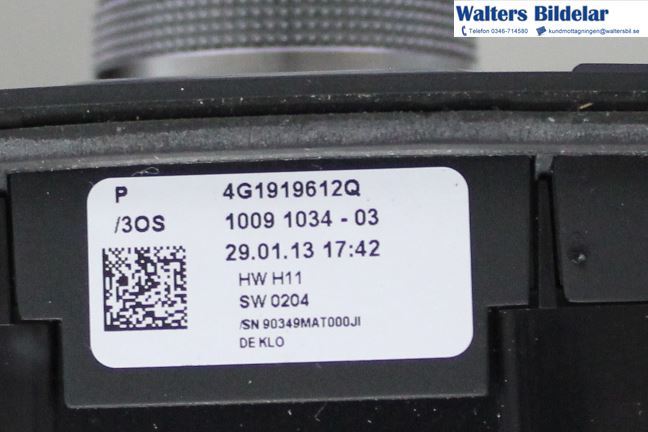 Walters Bildelar
Telefon 0346-714580 kundmottagningen@waltersbil.se
P 4G1919612Q
/3OS 1009 1034 - 03
29.01.13 17:42
HW H11
SW 0204
/SN 90349MAT000JI
DE KLO